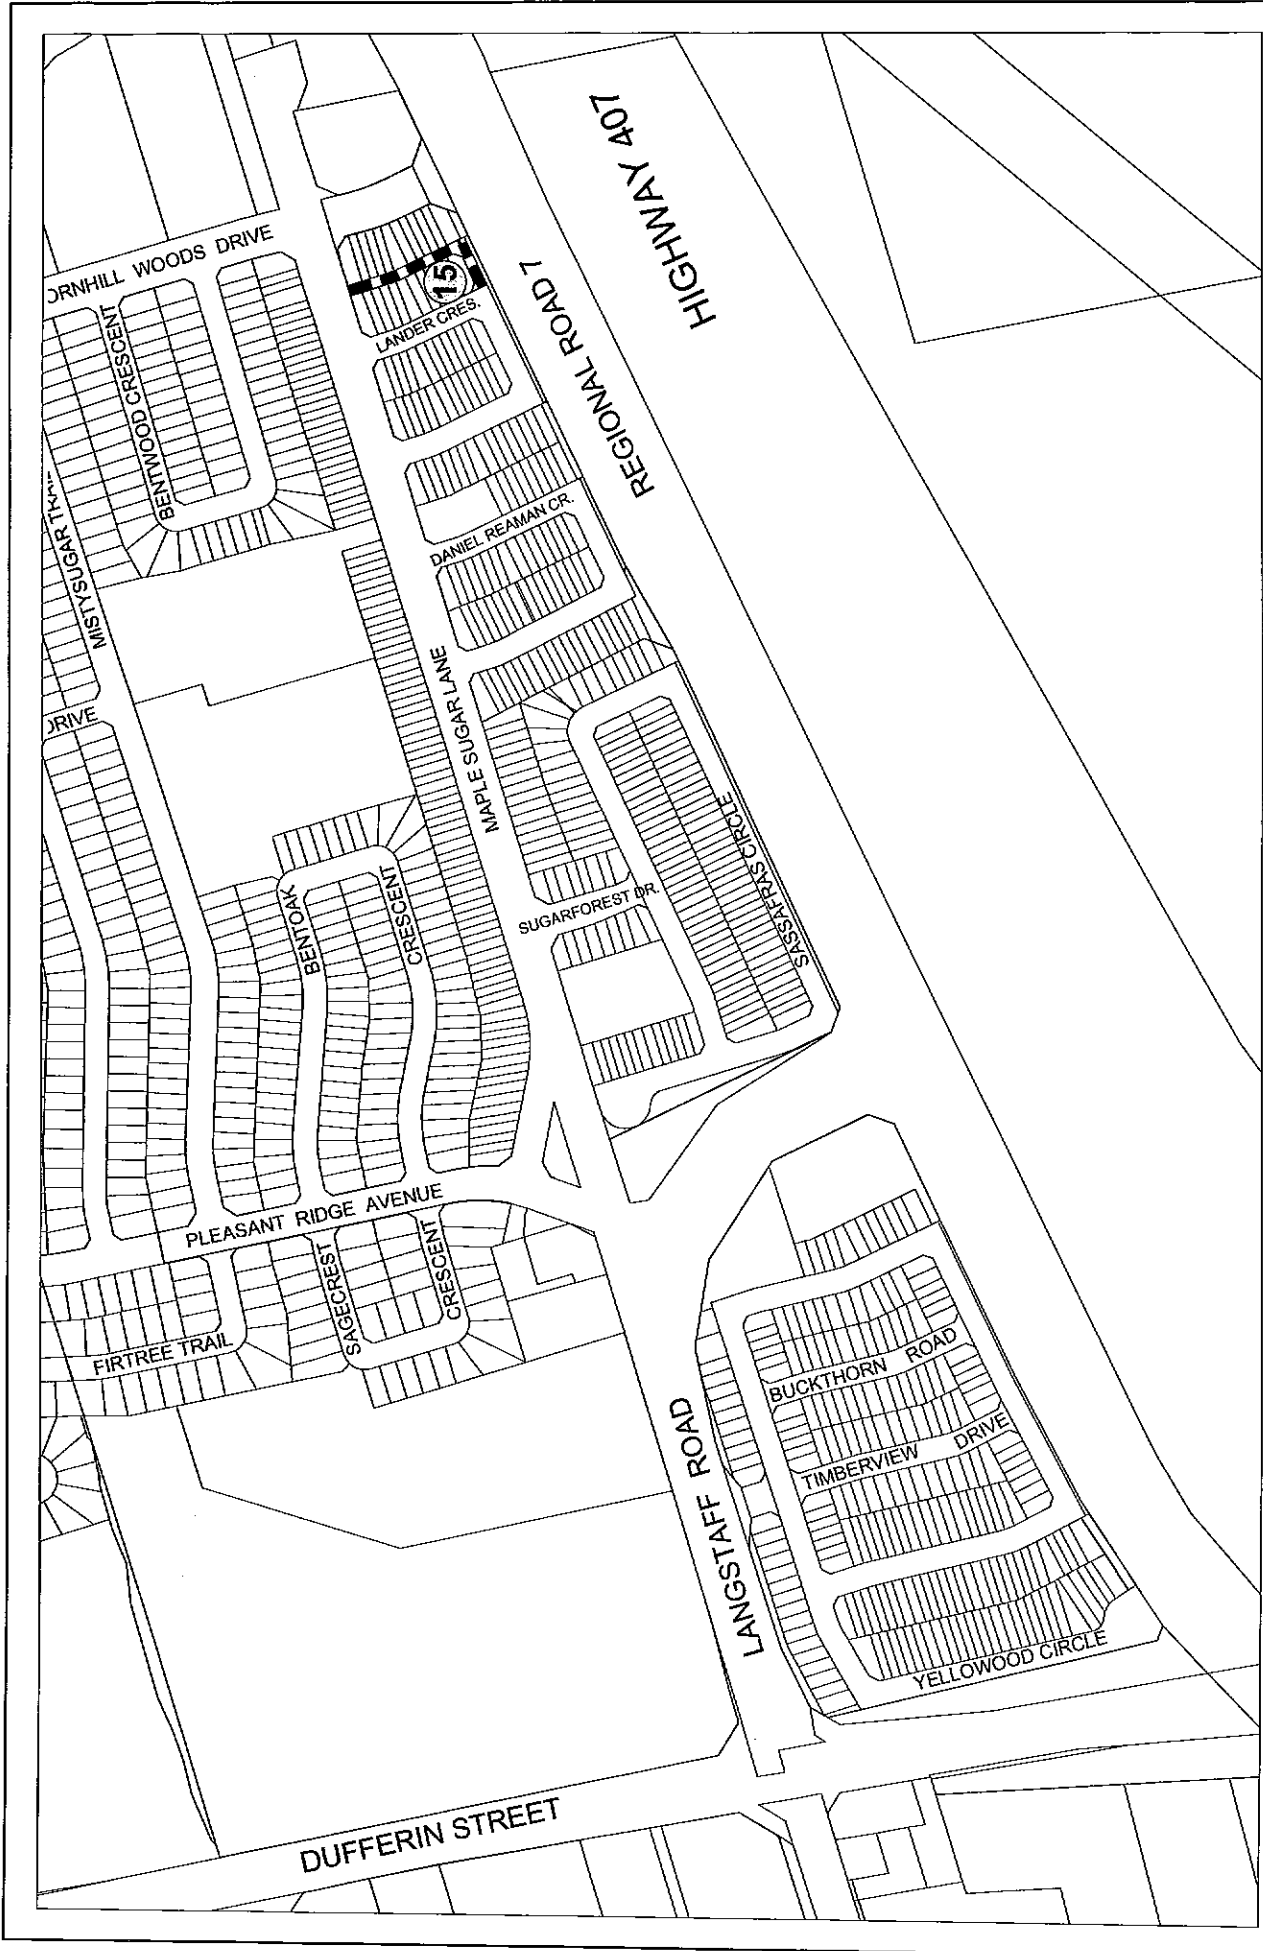 HIGHWAY 407
ORNHILL WOODS DRIVE
REGIONAL ROAD 7
15
LANDER CRES.
BENTWOOD CRESCENT
DANIEL REAMAN CR.
MISTYSUGAR TRAIL
DRIVE
MAPLE SUGAR LANE
SASSAFRAS CIRCLE
SUGARFOREST DR.
BENTOAK
CRESCENT
PLEASANT RIDGE AVENUE
SAGECREST
CRESCENT
FIRTREE TRAIL
BUCKTHORN ROAD
TIMBERVIEW DRIVE
LANGSTAFF ROAD
YELLOWOOD CIRCLE
DUFFERIN STREET